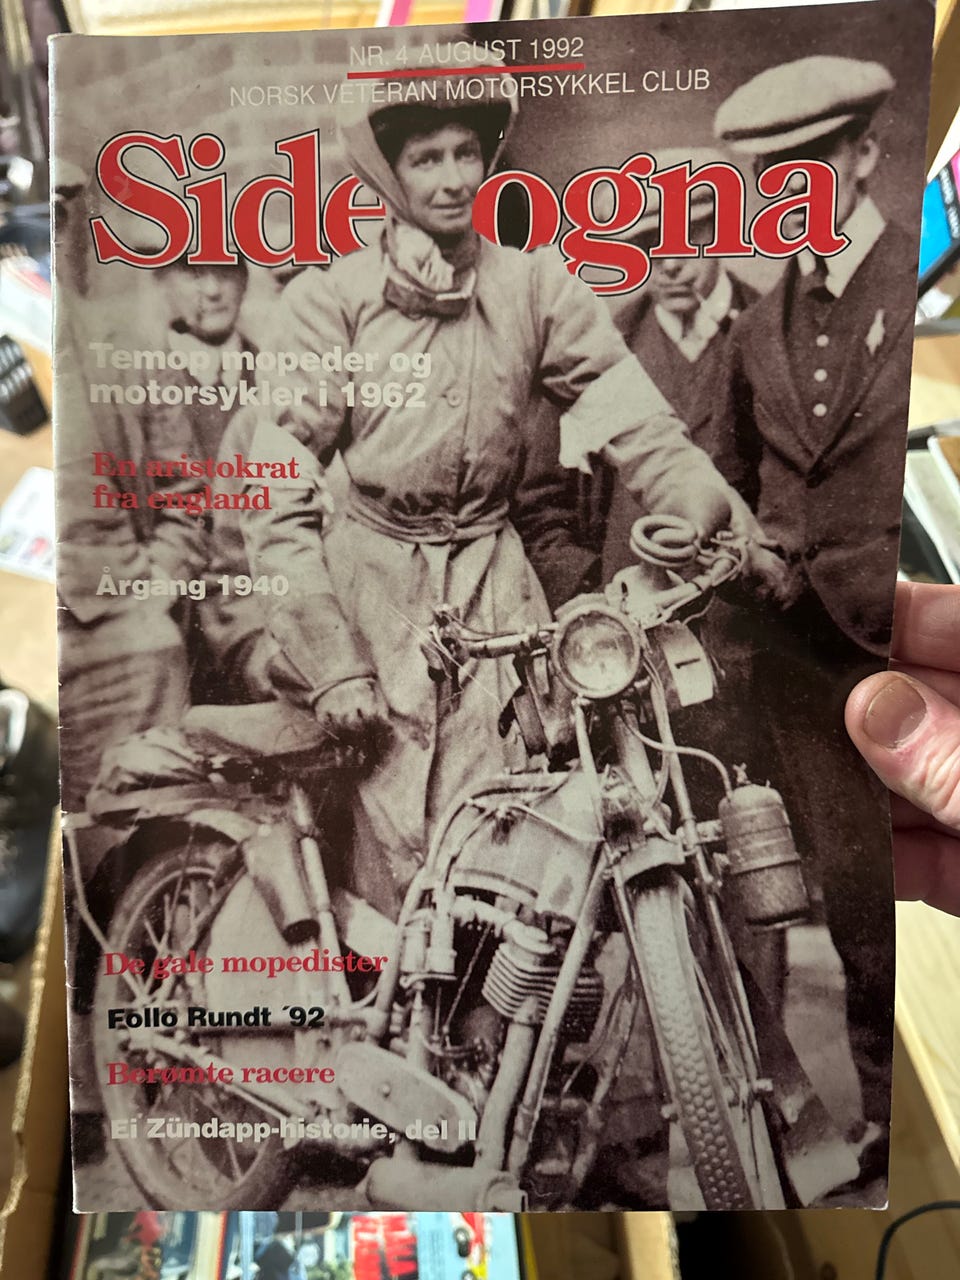 NR. 4 AUGUST 1992
NORSK VETERAN MOTORSYKKEL CLUB
Side ogna
Temop mopeder og
motorsykler i 1962
En aristokrat
fra england
Årgang 1940
De gale mopedister
Follo Rundt ´92
Berømte racere
Ei Zündapp-historie, del II